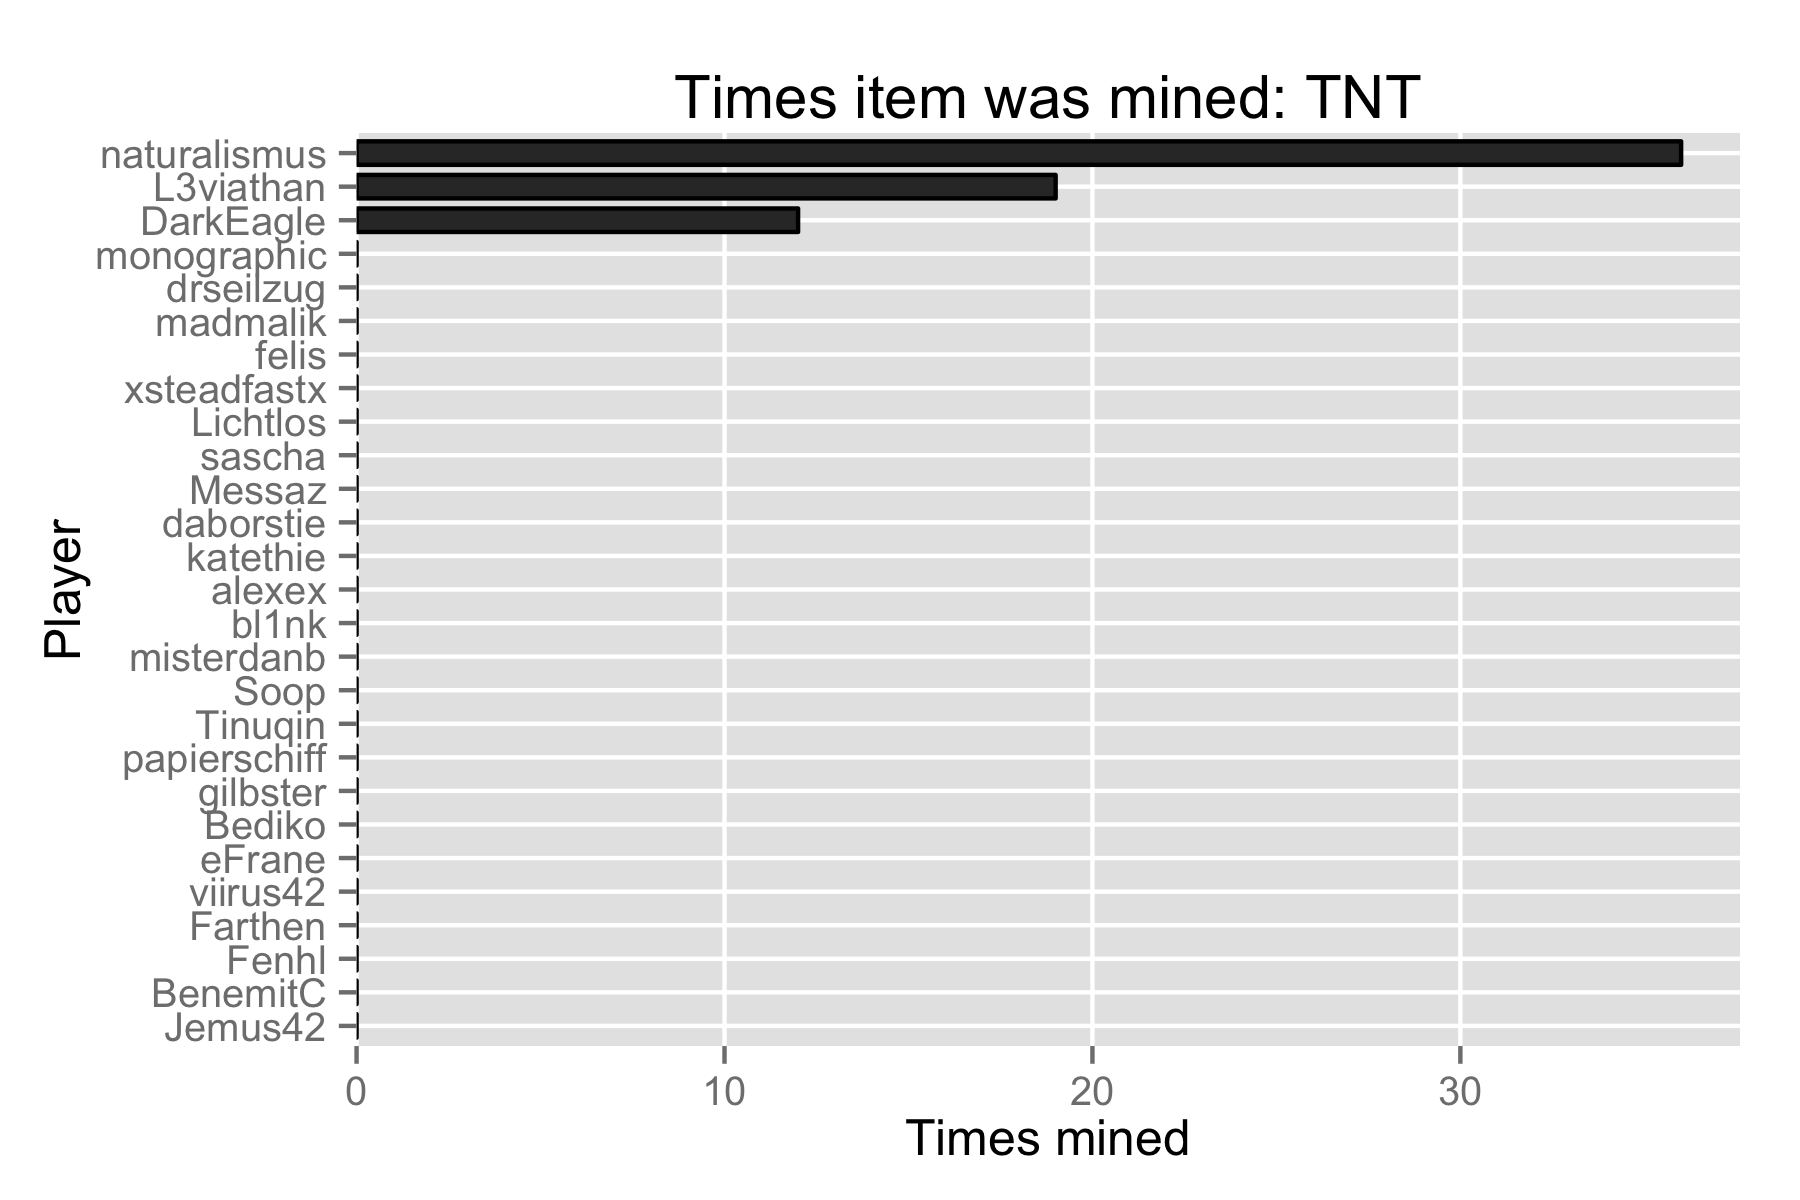 Times item was mined: TNT
naturalismus
L3viathan
DarkEagle
monographic
drseilzug
madmalik
felis
xsteadfastx
Lichtlos
sascha
Messaz
daborstie
katethie
alexex
bl1nk
misterdanb
Soop
Tinuqin
papierschiff
gilbster
Bediko
eFrane
viirus42
Farthen
Fenhl
BenemitC
Jemus42
Player
0 10 20 30
Times mined